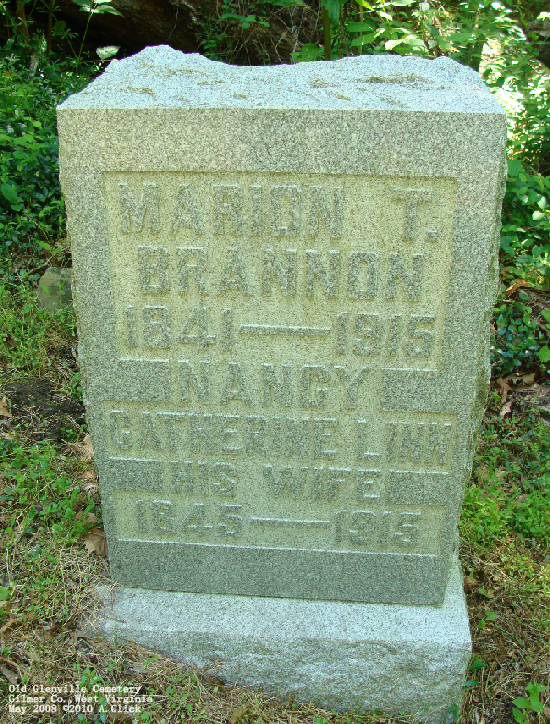 MARION T.
BRANNON
1841—1915
NANCY
CATHERINE LINN
HIS WIFE
1845—1915
Old Glenville Cemetery
Gilmer Co., West Virginia
May 2008 ©2010 A.Click